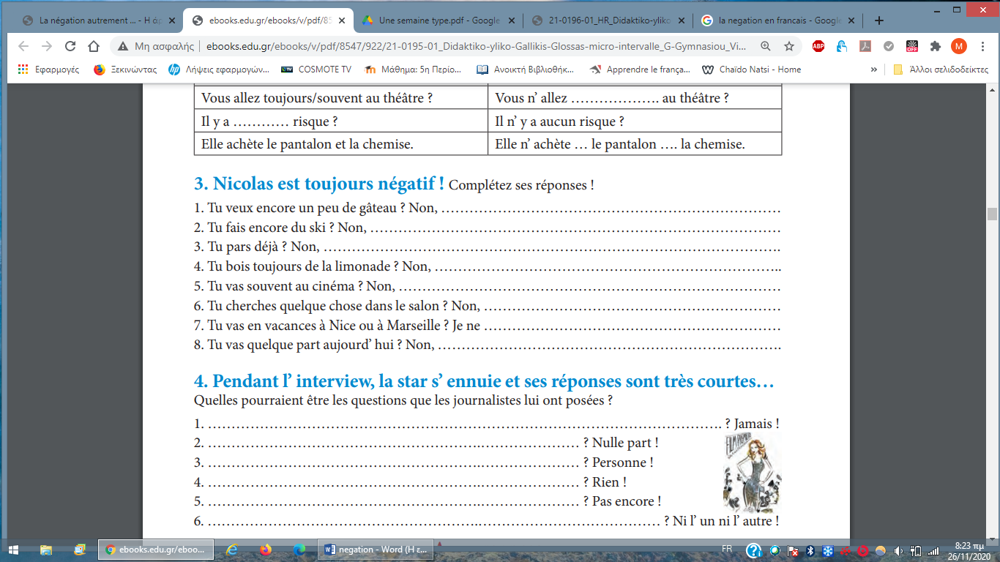 La négation autrement ... - Η άρ
ebooks.edu.gr/ebooks/v/pdf/85
Une semaine type.pdf - Google
21-0196-01_HR_Didaktiko-yliko
la negation en francais - Google
Μη ασφαλής
ebooks.edu.gr/ebooks/v/pdf/8547/922/21-0195-01_Didaktiko-yliko-Gallikis-Glossas-micro-intervalle_G-Gymnasiou_Vi...
ABP
OFF
M
Εφαρμογές
Ξεκινώντας
Λήψεις εφαρμογών...
COSMOTE TV
Μάθημα: 5η Περίο...
Ανοικτή Βιβλιοθήκ...
Apprendre le frança...
Chaïdo Natsi - Home
»
Άλλοι σελιδοδείκτες
Vous allez toujours/souvent au théâtre ? Vous n’ allez ………………. au théâtre ?
Il y a ………… risque ? Il n’ y a aucun risque ?
Elle achète le pantalon et la chemise. Elle n’ achète … le pantalon …. la chemise.
3. Nicolas est toujours négatif ! Complétez ses réponses !
1. Tu veux encore un peu de gâteau ? Non, ………………………………………………………………
2. Tu fais encore du ski ? Non, ……………………………………………………………………………
3. Tu pars déjà ? Non, …………………………………………………………………………………….
4. Tu bois toujours de la limonade ? Non, ………………………………………………………………..
5. Tu vas souvent au cinéma ? Non, ………………………………………………………………………
6. Tu cherches quelque chose dans le salon ? Non, ………………………………………………………
7. Tu vas en vacances à Nice ou à Marseille ? Je ne ………………………………………………………
8. Tu vas quelque part aujourd’ hui ? Non, ……………………………………………………………….
4. Pendant l’ interview, la star s’ ennuie et ses réponses sont très courtes…
Quelles pourraient être les questions que les journalistes lui ont posées ?
1. ………………………………………………………………………………………………. ? Jamais !
2. ………………………………………………….………………… ? Nulle part !
3. ………………………………………………….………………… ? Personne !
4. ………………………………………………….………………… ? Rien !
5. ………………………………………………….………………… ? Pas encore !
6. ………………………………………………….………………………………… ? Ni l’ un ni l’ autre !
ebooks.edu.gr/eboo...
negation - Word (Η ε...
FR
8:23 πμ
26/11/2020